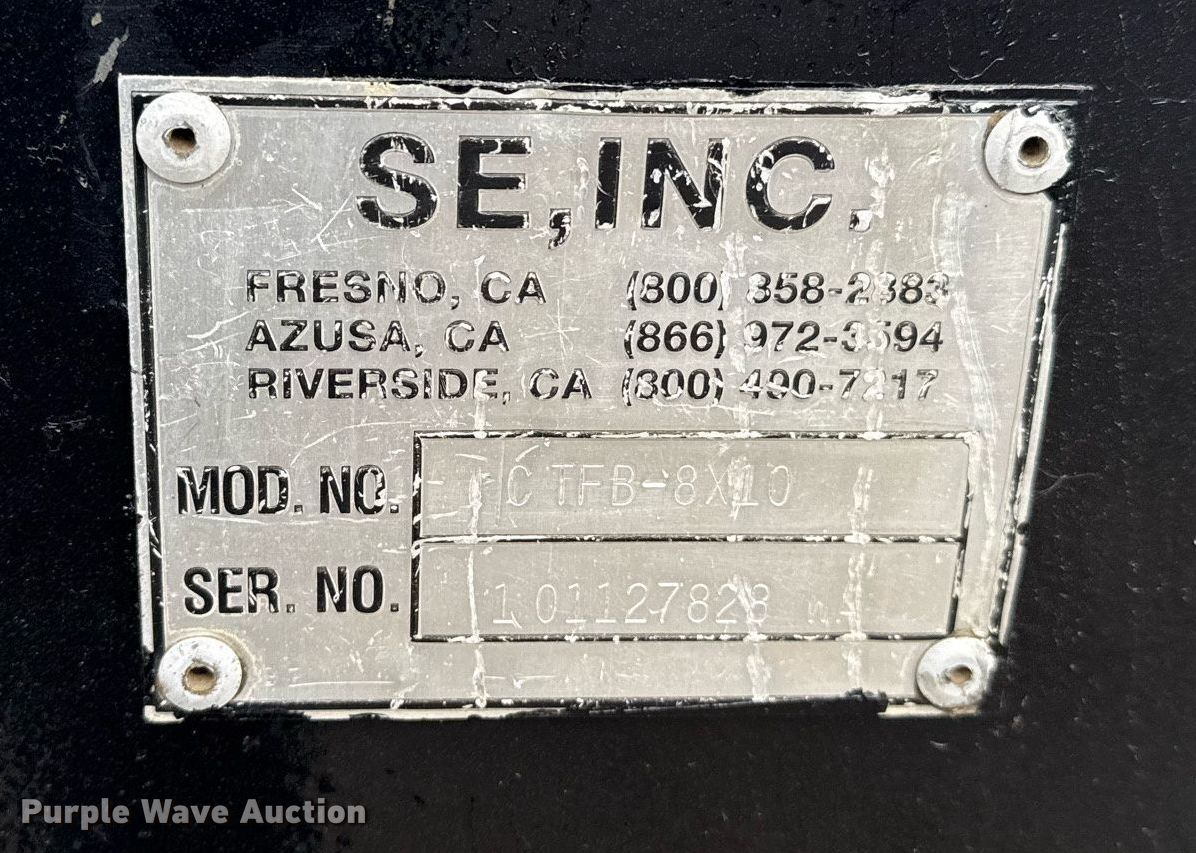 SE, INC.
FRESNO, CA (800) 858-2383
AZUSA, CA (866) 972-3594
RIVERSIDE, CA (800) 490-7217
MOD. NO. CTFB-8X10
SER. NO. 101127828
Purple Wave Auction